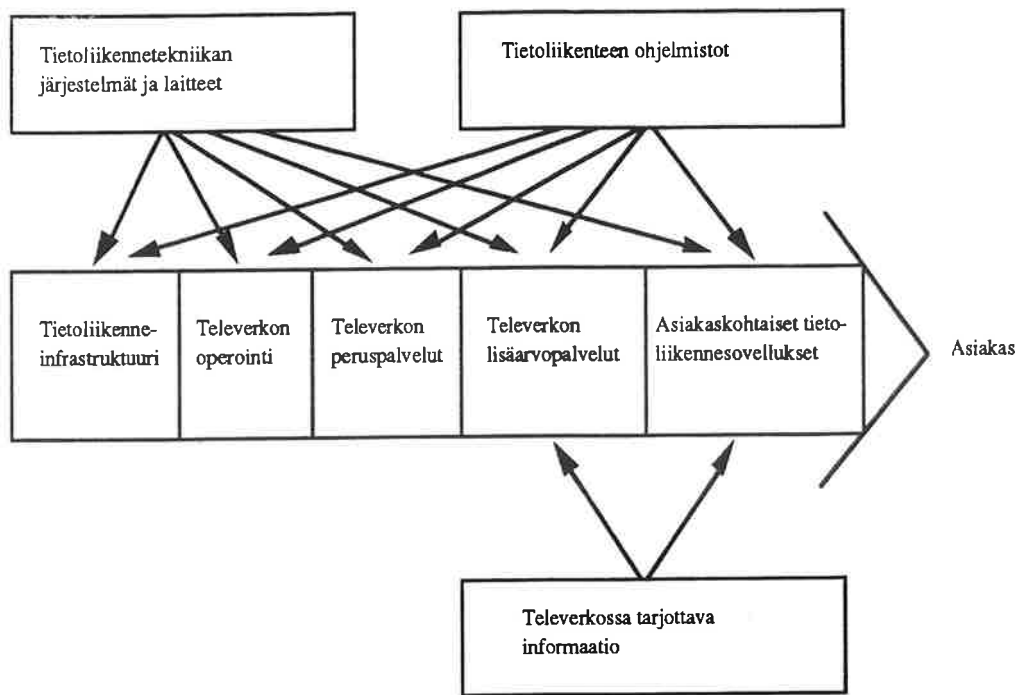 Tietoliikennetekniikan
järjestelmät ja laitteet
Tietoliikenteen ohjelmistot
Tietoliikenne-
infrastruktuuri
Televerkon
operointi
Televerkon
peruspalvelut
Televerkon
lisäarvopalvelut
Asiakaskohtaiset tieto-
liikennesovellukset
Asiakas
Televerkossa tarjottava
informaatio